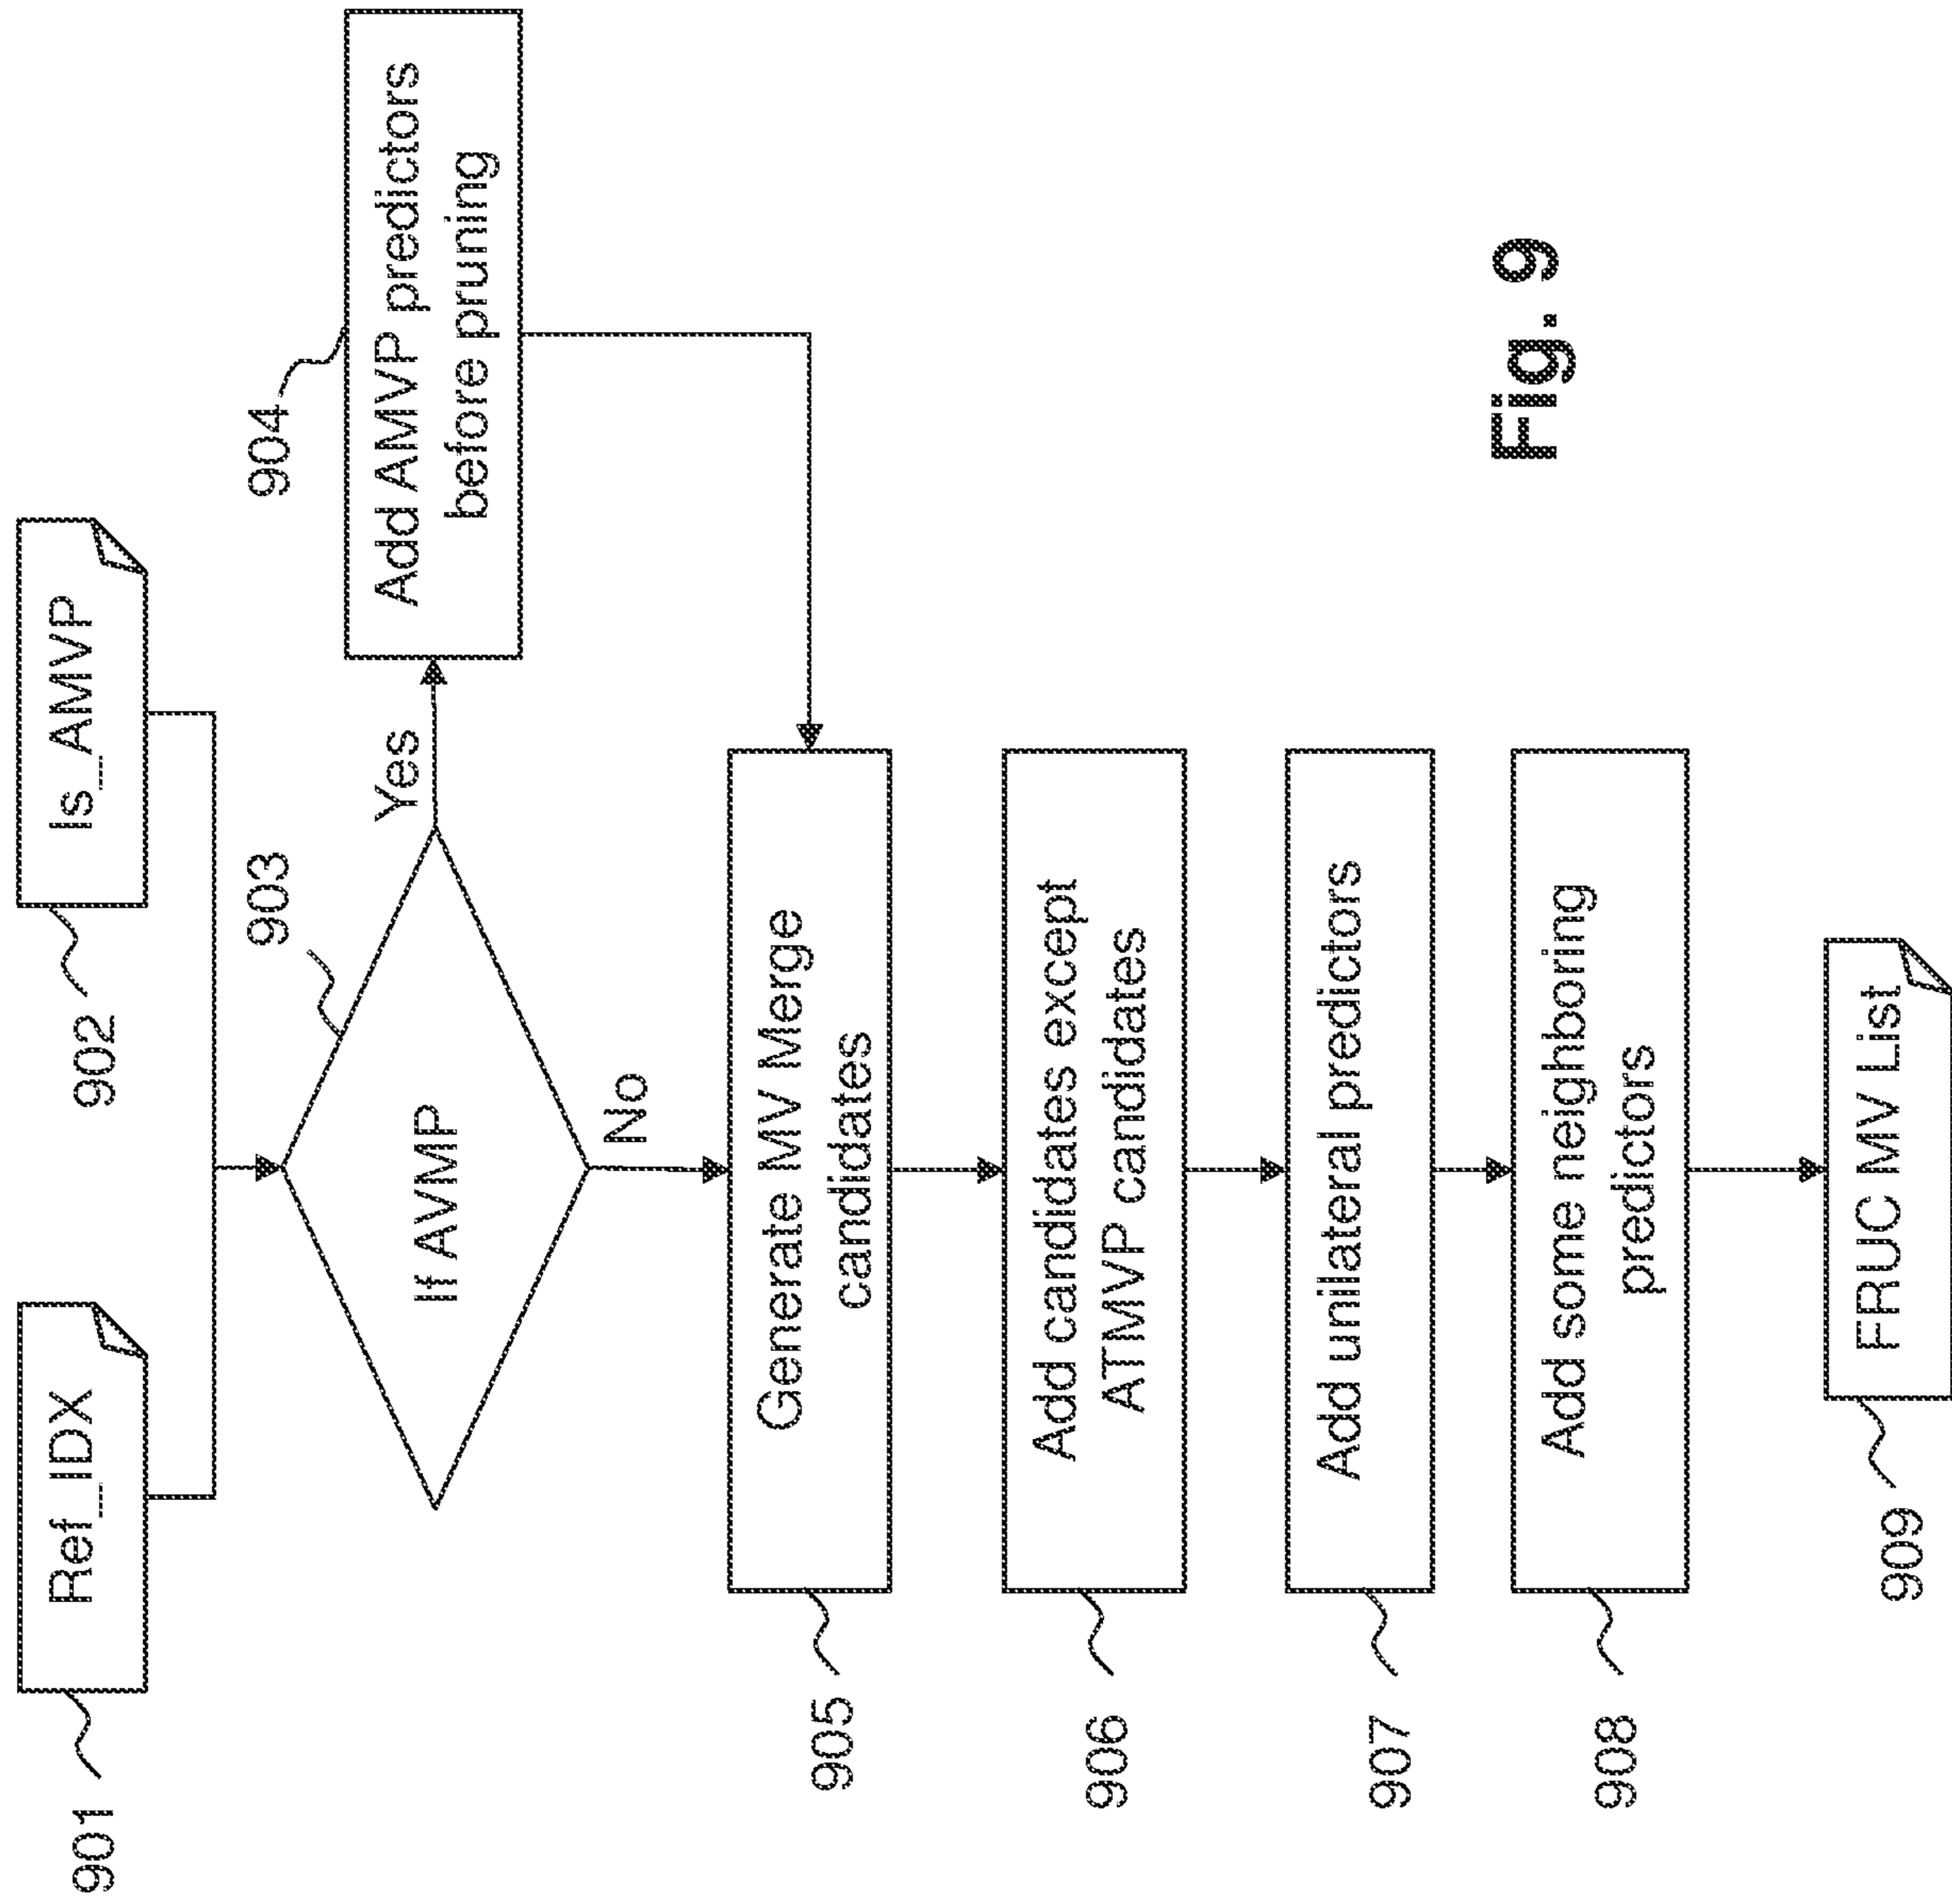 Ref_IDX
901
Is_AMVP
902
903
If AVMP
Yes
No
904
Add AMVP predictors
before pruning
Generate MV Merge
candidates
905
Add candidates except
ATMVP candidates
906
Add unilateral predictors
907
Add some neighboring
predictors
908
FRUC MV List
909
Fig. 9